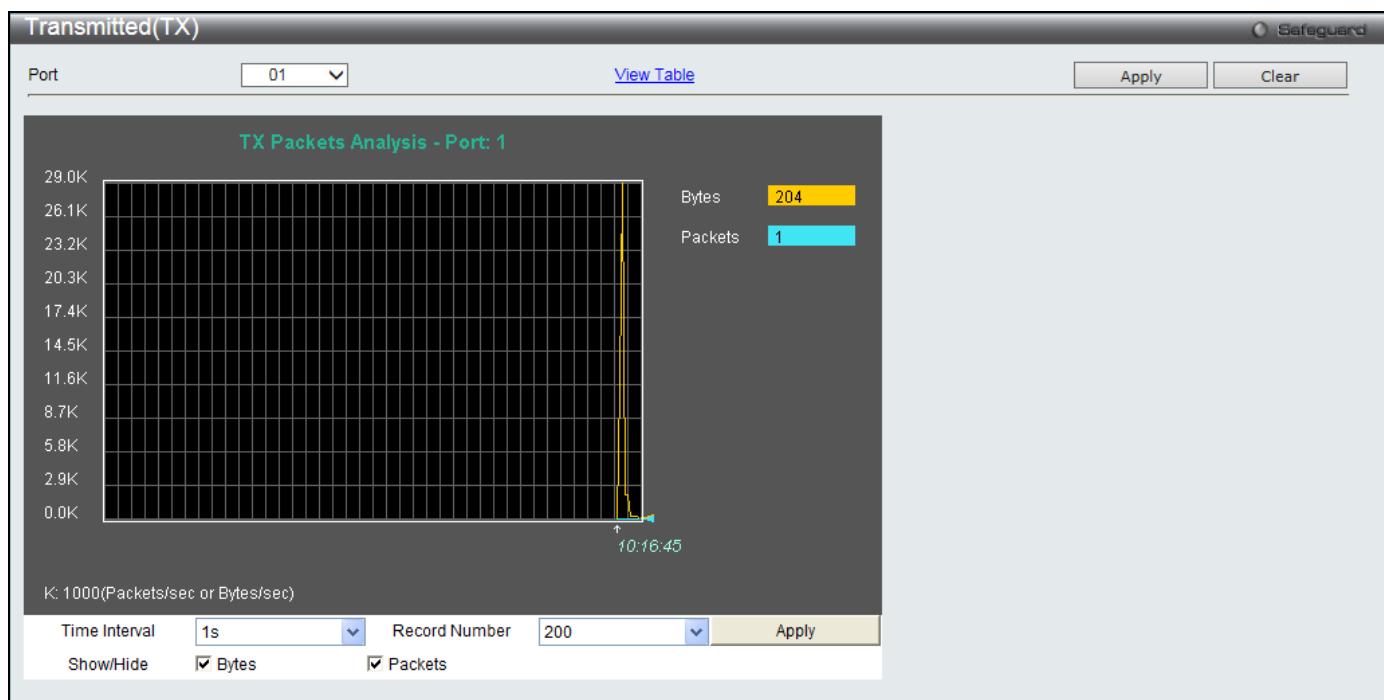 Transmitted(TX)
Safeguard
Port 01 View Table Apply Clear
TX Packets Analysis - Port: 1
29.0K
26.1K
23.2K
20.3K
17.4K
14.5K
11.6K
8.7K
5.8K
2.9K
0.0K
Bytes 204
Packets 1
10:16:45
K: 1000(Packets/sec or Bytes/sec)
Time Interval 1s Record Number 200 Apply
Show/Hide Bytes Packets